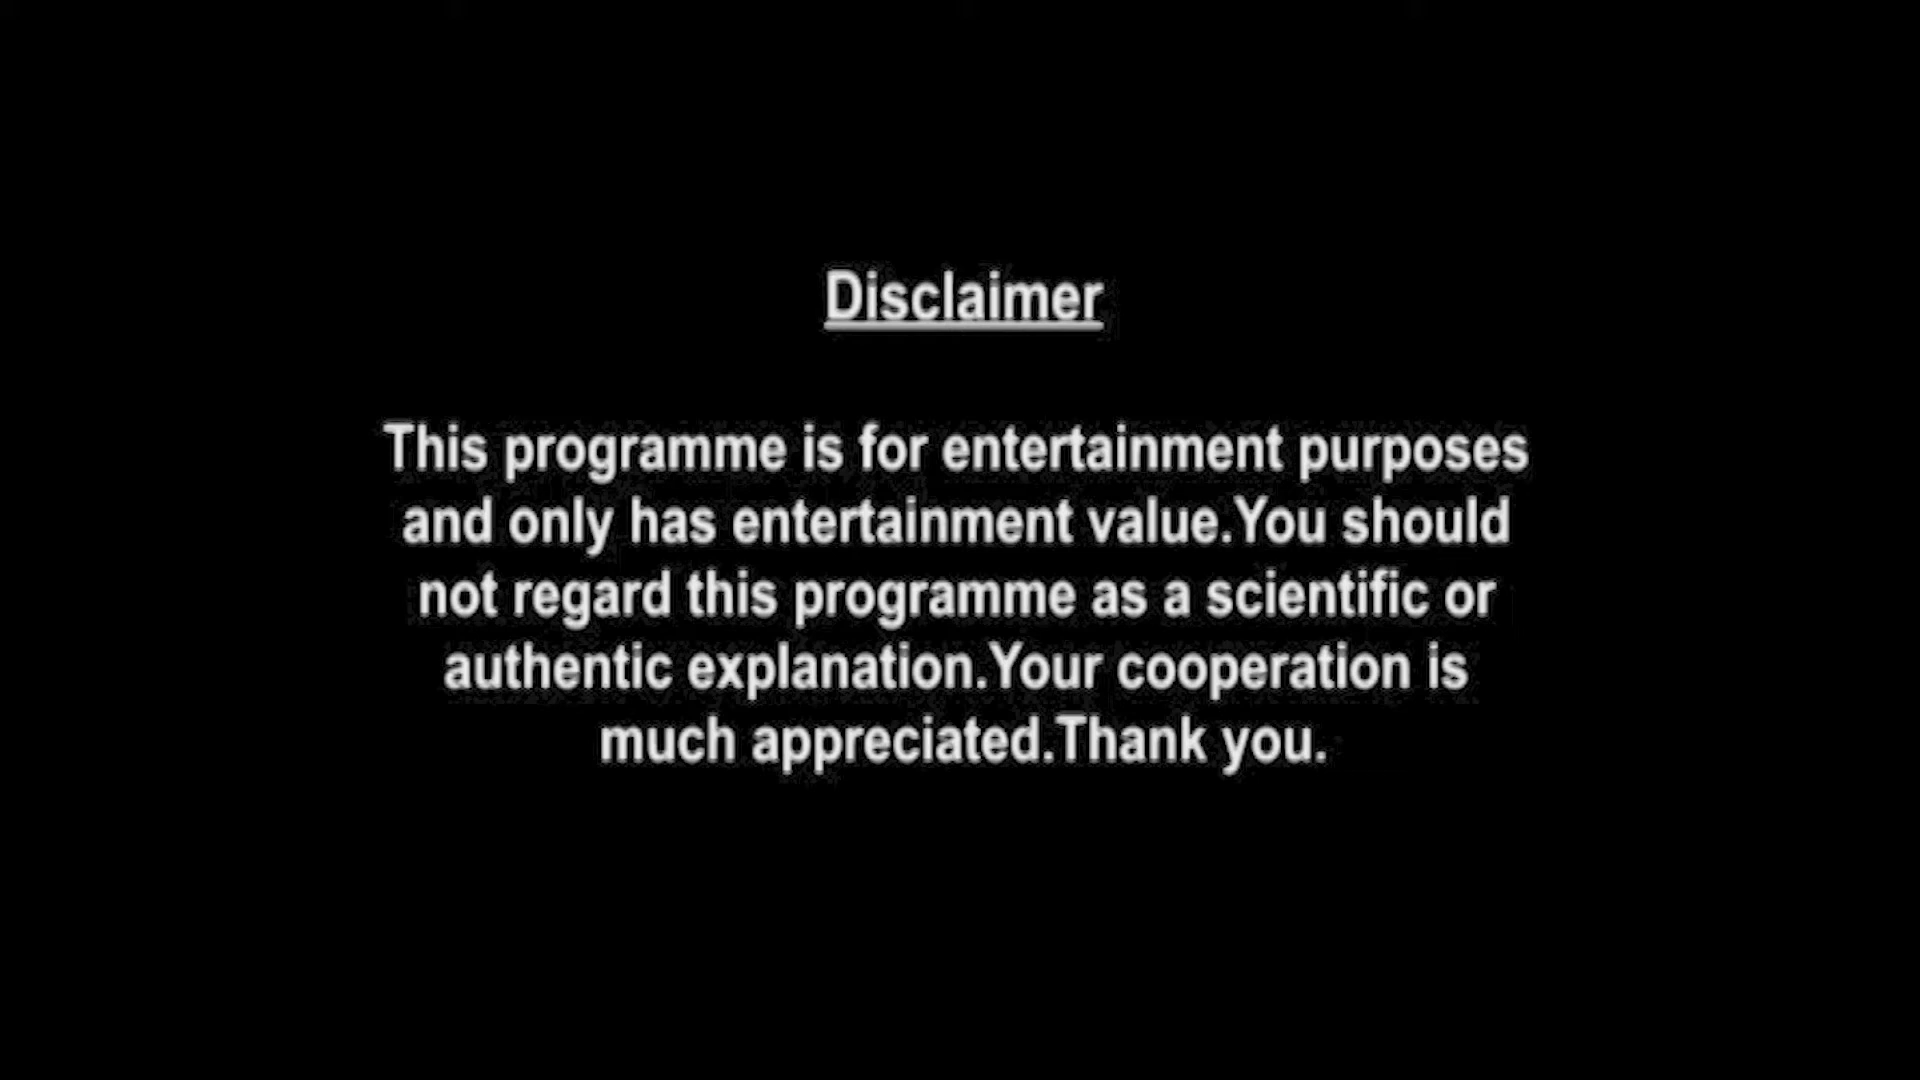 Disclaimer
This programme is for entertainment purposes
and only has entertainment value.You should
not regard this programme as a scientific or
authentic explanation.Your cooperation is
much appreciated.Thank you.